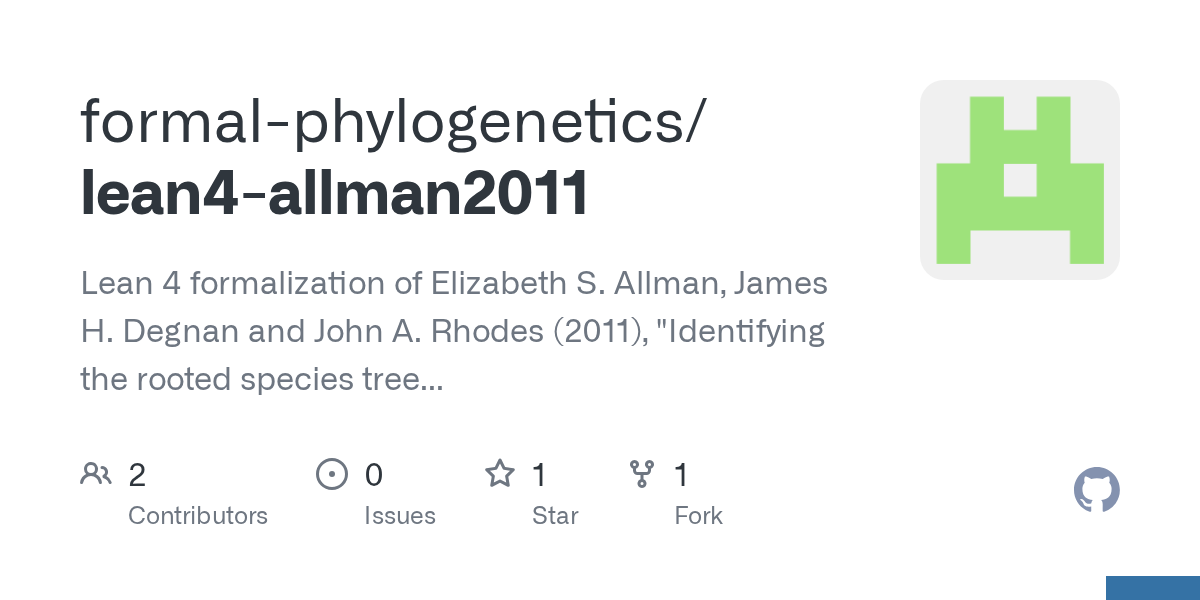 formal-phylogenetics/
lean4-allman2011
Lean 4 formalization of Elizabeth S. Allman, James
H. Degnan and John A. Rhodes (2011), "Identifying
the rooted species tree...
2 0 1 1
Contributors Issues Star Fork